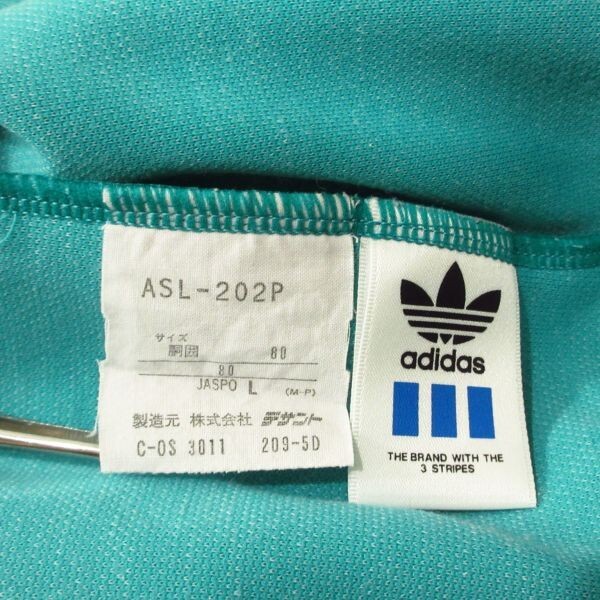 ASL-202P
サイズ
胴囲 80
80
JASPO L (M-P)
製造元 株式会社 デサント
C-OS 3011 209-5D
adidas
THE BRAND WITH THE
3 STRIPES